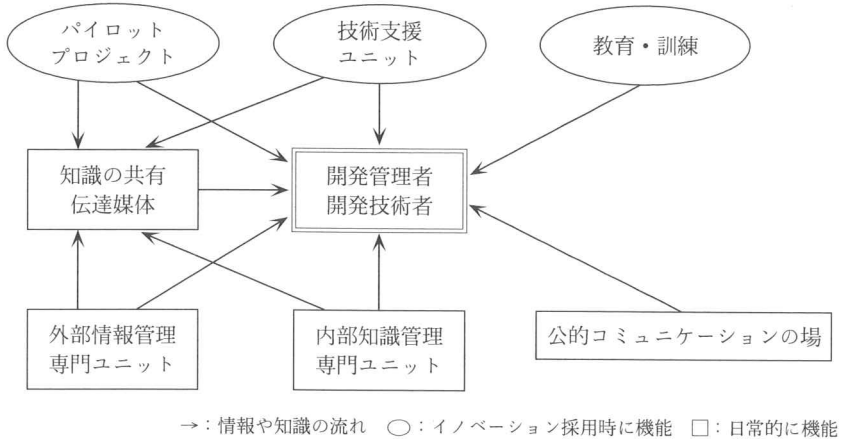 パイロット
プロジェクト
技術支援
ユニット
教育・訓練
知識の共有
伝達媒体
開発管理者
開発技術者
外部情報管理
専門ユニット
内部知識管理
専門ユニット
公的コミュニケーションの場
→：情報や知識の流れ ○：イノベーション採用時に機能 □：日常的に機能